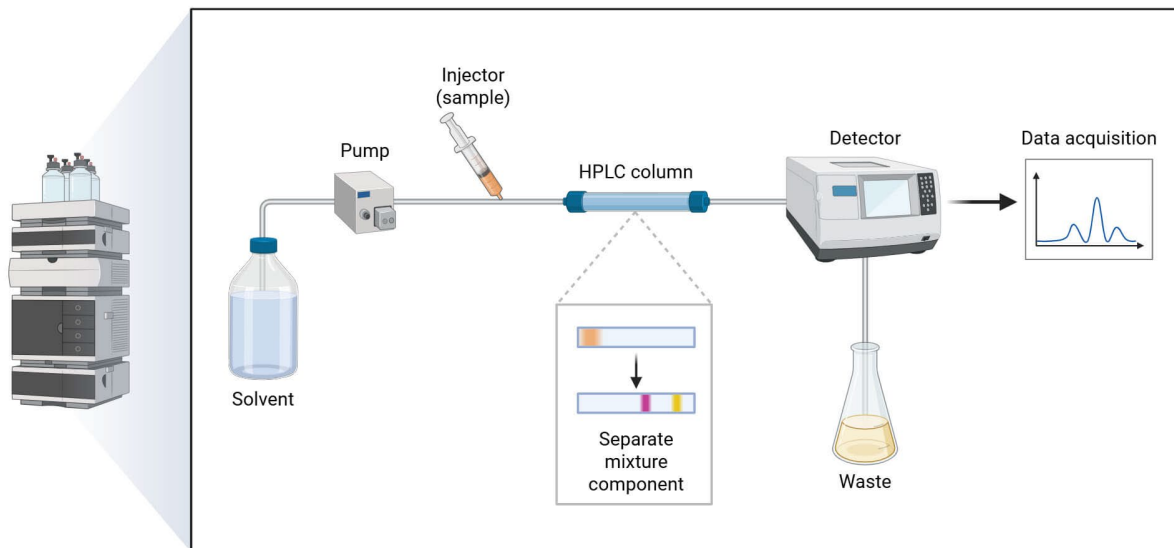 Injector
(sample)
Pump
HPLC column
Detector
Data acquisition
Solvent
Separate
mixture
component
Waste